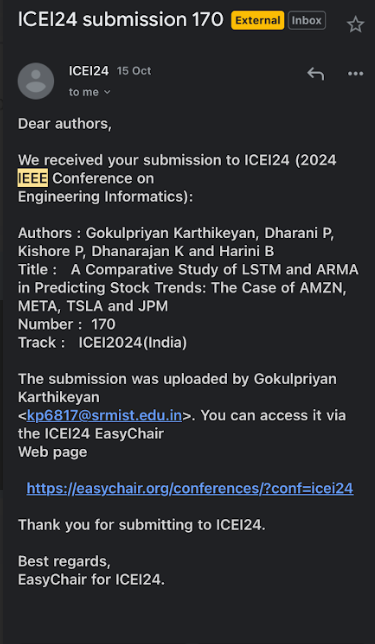 ICEI24 submission 170 External Inbox
ICEI24 15 Oct
to me
Dear authors,
We received your submission to ICEI24 (2024
IEEE Conference on
Engineering Informatics):
Authors : Gokulpriyan Karthikeyan, Dharani P,
Kishore P, Dhanarajan K and Harini B
Title : A Comparative Study of LSTM and ARMA
in Predicting Stock Trends: The Case of AMZN,
META, TSLA and JPM
Number : 170
Track : ICEI2024(India)
The submission was uploaded by Gokulpriyan
Karthikeyan
<kp6817@srmist.edu.in>. You can access it via
the ICEI24 EasyChair
Web page
https://easychair.org/conferences/?conf=icei24
Thank you for submitting to ICEI24.
Best regards,
EasyChair for ICEI24.